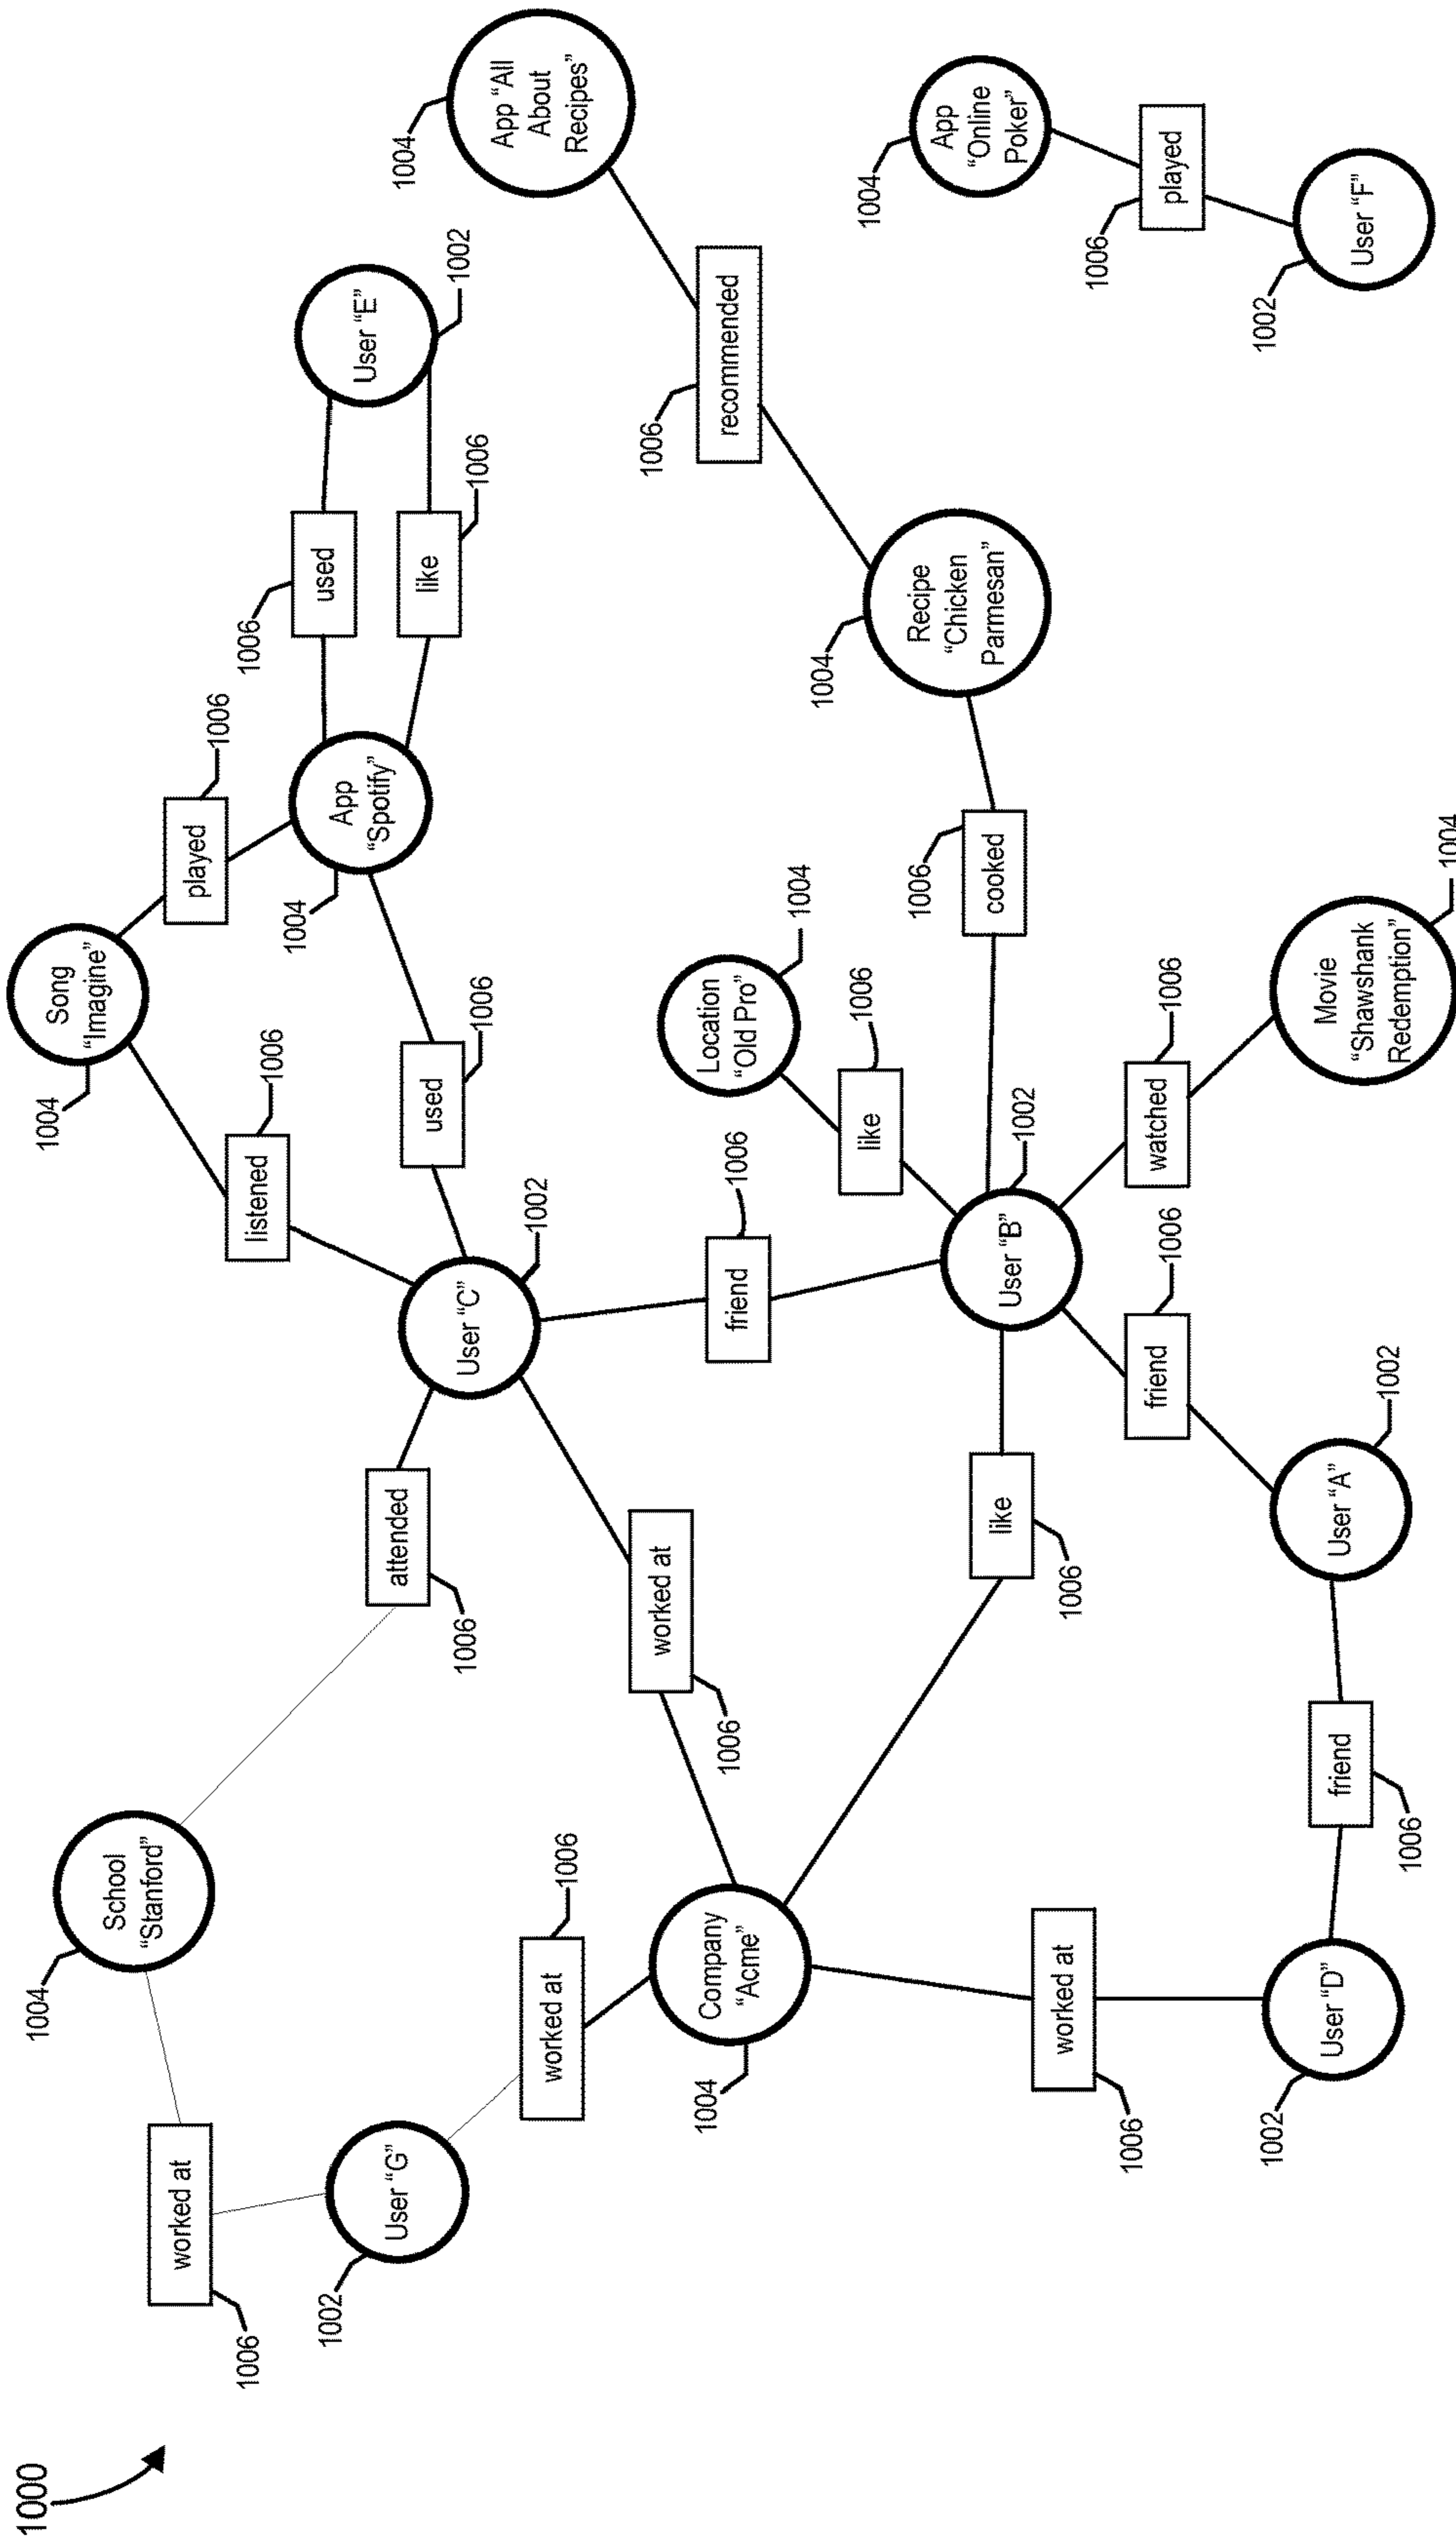 1000
1006
worked at
1004
School
“Stanford”
1004
Song
“Imagine”
listened
1006
played
1006
1002
User “G”
attended
1006
User “C”
1002
used
1006
1004
App
“Spotify”
1006
used
like
1006
User “E”
1002
worked at
1006
1004
Company
“Acme”
worked at
1006
friend
1006
Location
“Old Pro”
1004
like
1006
1006
recommended
1004
App “All
About
Recipes”
like
1006
User “B”
1002
1006
cooked
1004
Recipe
“Chicken
Parmesan”
1004
App
“Online
Poker”
worked at
1006
friend
1006
watched
1006
1006
played
1002
User “D”
friend
1006
User “A”
1002
Movie
“Shawshank
Redemption”
1004
1002
User “F”